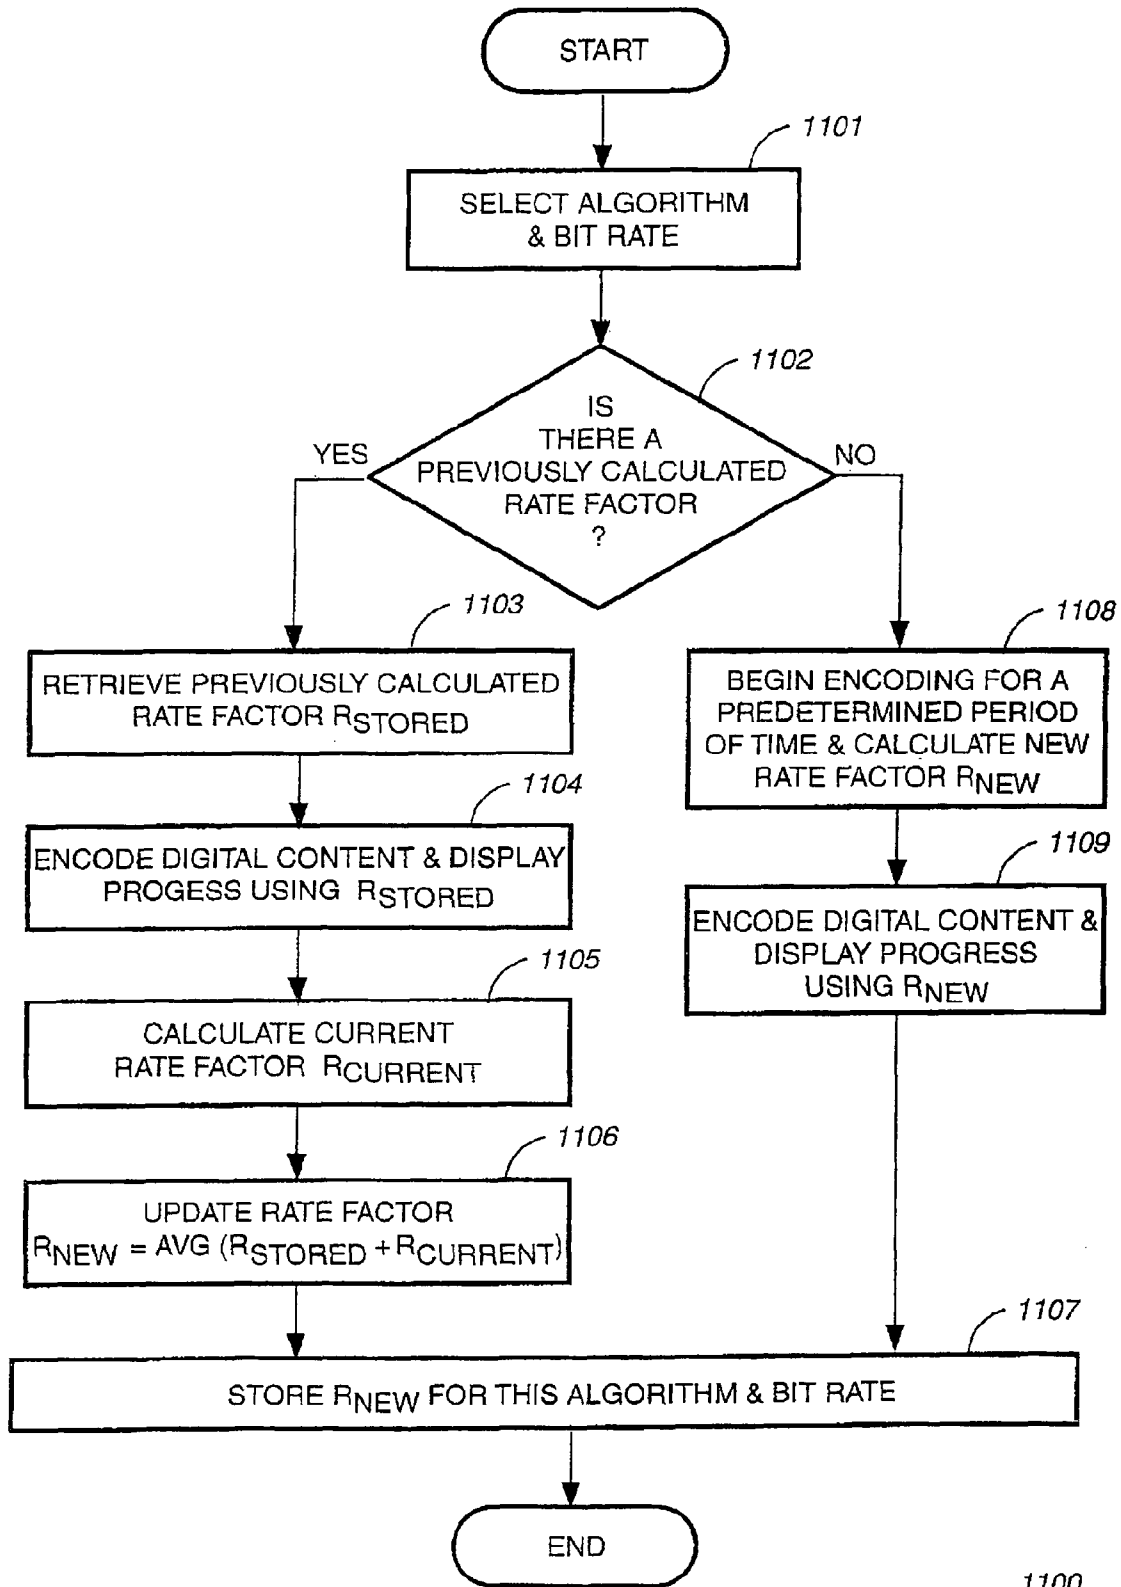 START
1101
SELECT ALGORITHM
& BIT RATE
1102
IS
THERE A
PREVIOUSLY CALCULATED
RATE FACTOR
?
YES
NO
1103
RETRIEVE PREVIOUSLY CALCULATED
RATE FACTOR RSTORED
1104
ENCODE DIGITAL CONTENT & DISPLAY
PROGESS USING RSTORED
1105
CALCULATE CURRENT
RATE FACTOR RCURRENT
1106
UPDATE RATE FACTOR
RNEW = AVG (RSTORED + RCURRENT)
1108
BEGIN ENCODING FOR A
PREDETERMINED PERIOD
OF TIME & CALCULATE NEW
RATE FACTOR RNEW
1109
ENCODE DIGITAL CONTENT &
DISPLAY PROGRESS
USING RNEW
1107
STORE RNEW FOR THIS ALGORITHM & BIT RATE
END
1100